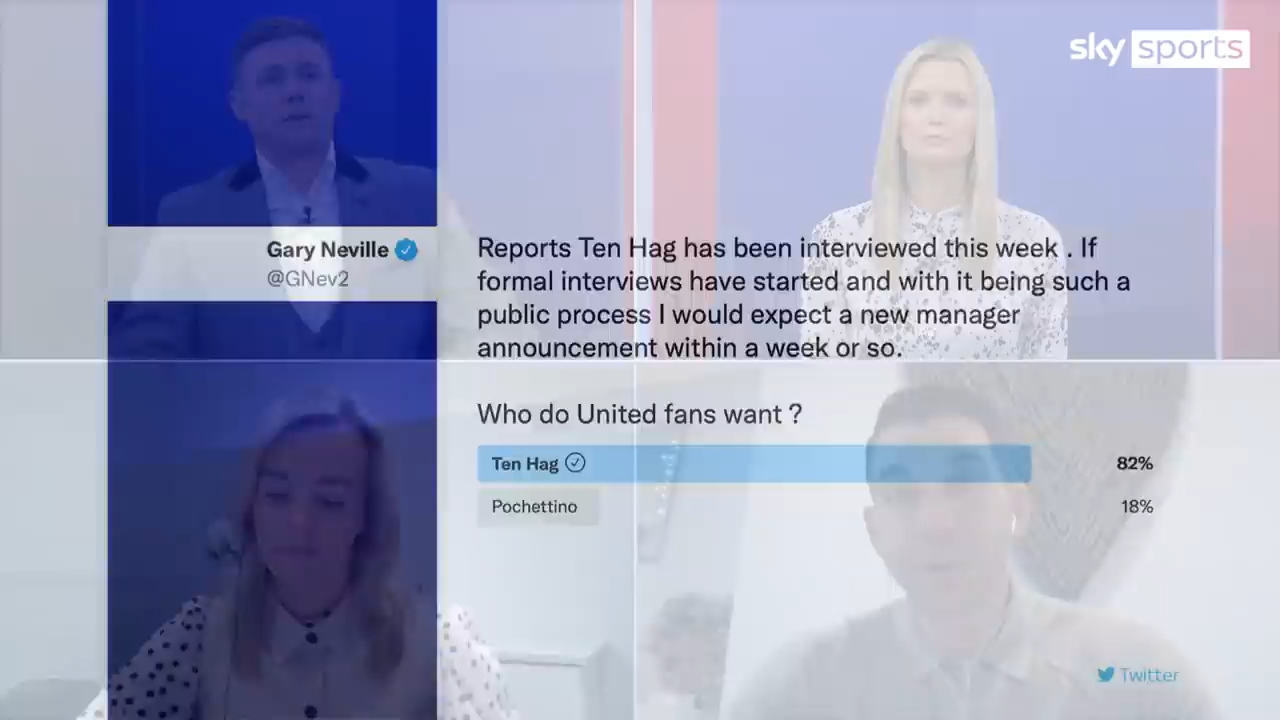 sky sports
Gary Neville
@GNev2
Reports Ten Hag has been interviewed this week . If
formal interviews have started and with it being such a
public process I would expect a new manager
announcement within a week or so.
Who do United fans want ?
Ten Hag 82%
Pochettino 18%
Twitter